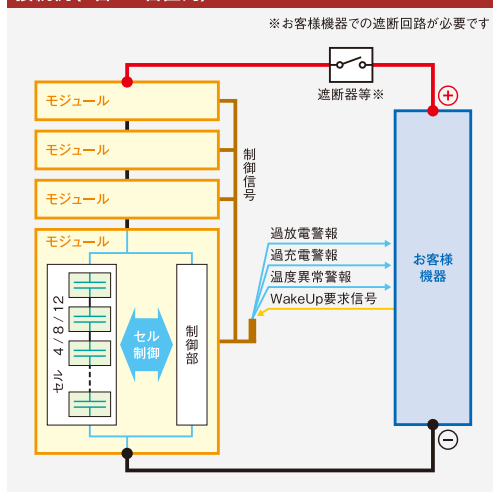 ※お客様機器での遮断回路が必要です
遮断器等※
モジュール
モジュール
モジュール
モジュール
制御信号
過放電警報
過充電警報
温度異常警報
WakeUp要求信号
お客様
機器
セル 4/8/12
セル
制御
制御部
+
−